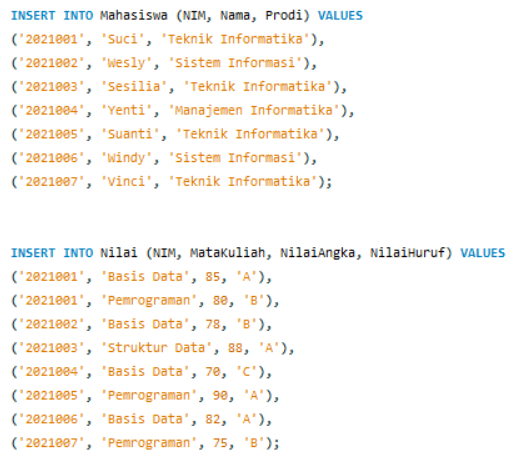 INSERT INTO Mahasiswa (NIM, Nama, Prodi) VALUES
('2021001', 'Suci', 'Teknik Informatika'),
('2021002', 'Wesly', 'Sistem Informasi'),
('2021003', 'Sesilia', 'Teknik Informatika'),
('2021004', 'Yenti', 'Manajemen Informatika'),
('2021005', 'Suanti', 'Teknik Informatika'),
('2021006', 'Windy', 'Sistem Informasi'),
('2021007', 'Vinci', 'Teknik Informatika');
INSERT INTO Nilai (NIM, MataKuliah, NilaiAngka, NilaiHuruf) VALUES
('2021001', 'Basis Data', 85, 'A'),
('2021001', 'Pemrograman', 80, 'B'),
('2021002', 'Basis Data', 78, 'B'),
('2021003', 'Struktur Data', 88, 'A'),
('2021004', 'Basis Data', 70, 'C'),
('2021005', 'Pemrograman', 90, 'A'),
('2021006', 'Basis Data', 82, 'A'),
('2021007', 'Pemrograman', 75, 'B');